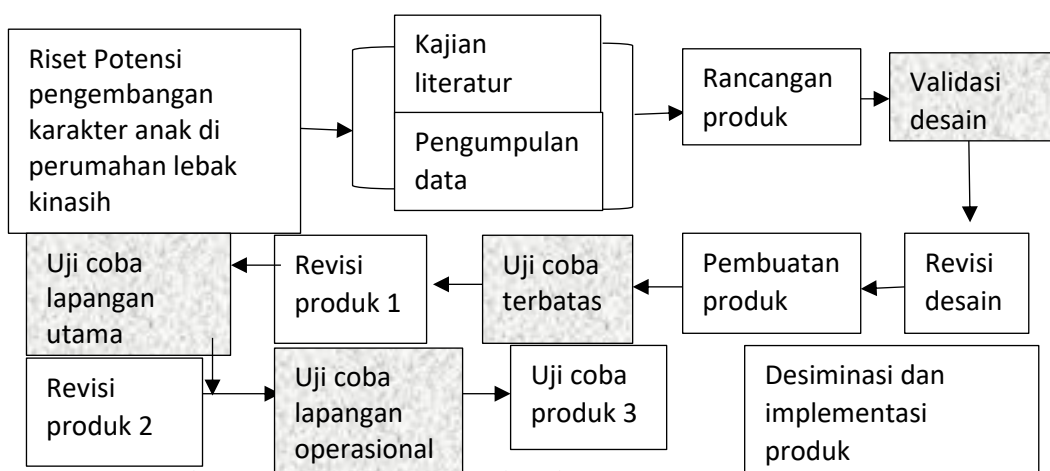 Riset Potensi
pengembangan
karakter anak di
perumahan lebak
kinasih
Kajian
literatur
Pengumpulan
data
Rancangan
produk
Validasi
desain
Revisi
desain
Pembuatan
produk
Uji coba
terbatas
Revisi
produk 1
Uji coba
lapangan
utama
Revisi
produk 2
Uji coba
lapangan
operasional
Uji coba
produk 3
Desiminasi dan
implementasi
produk